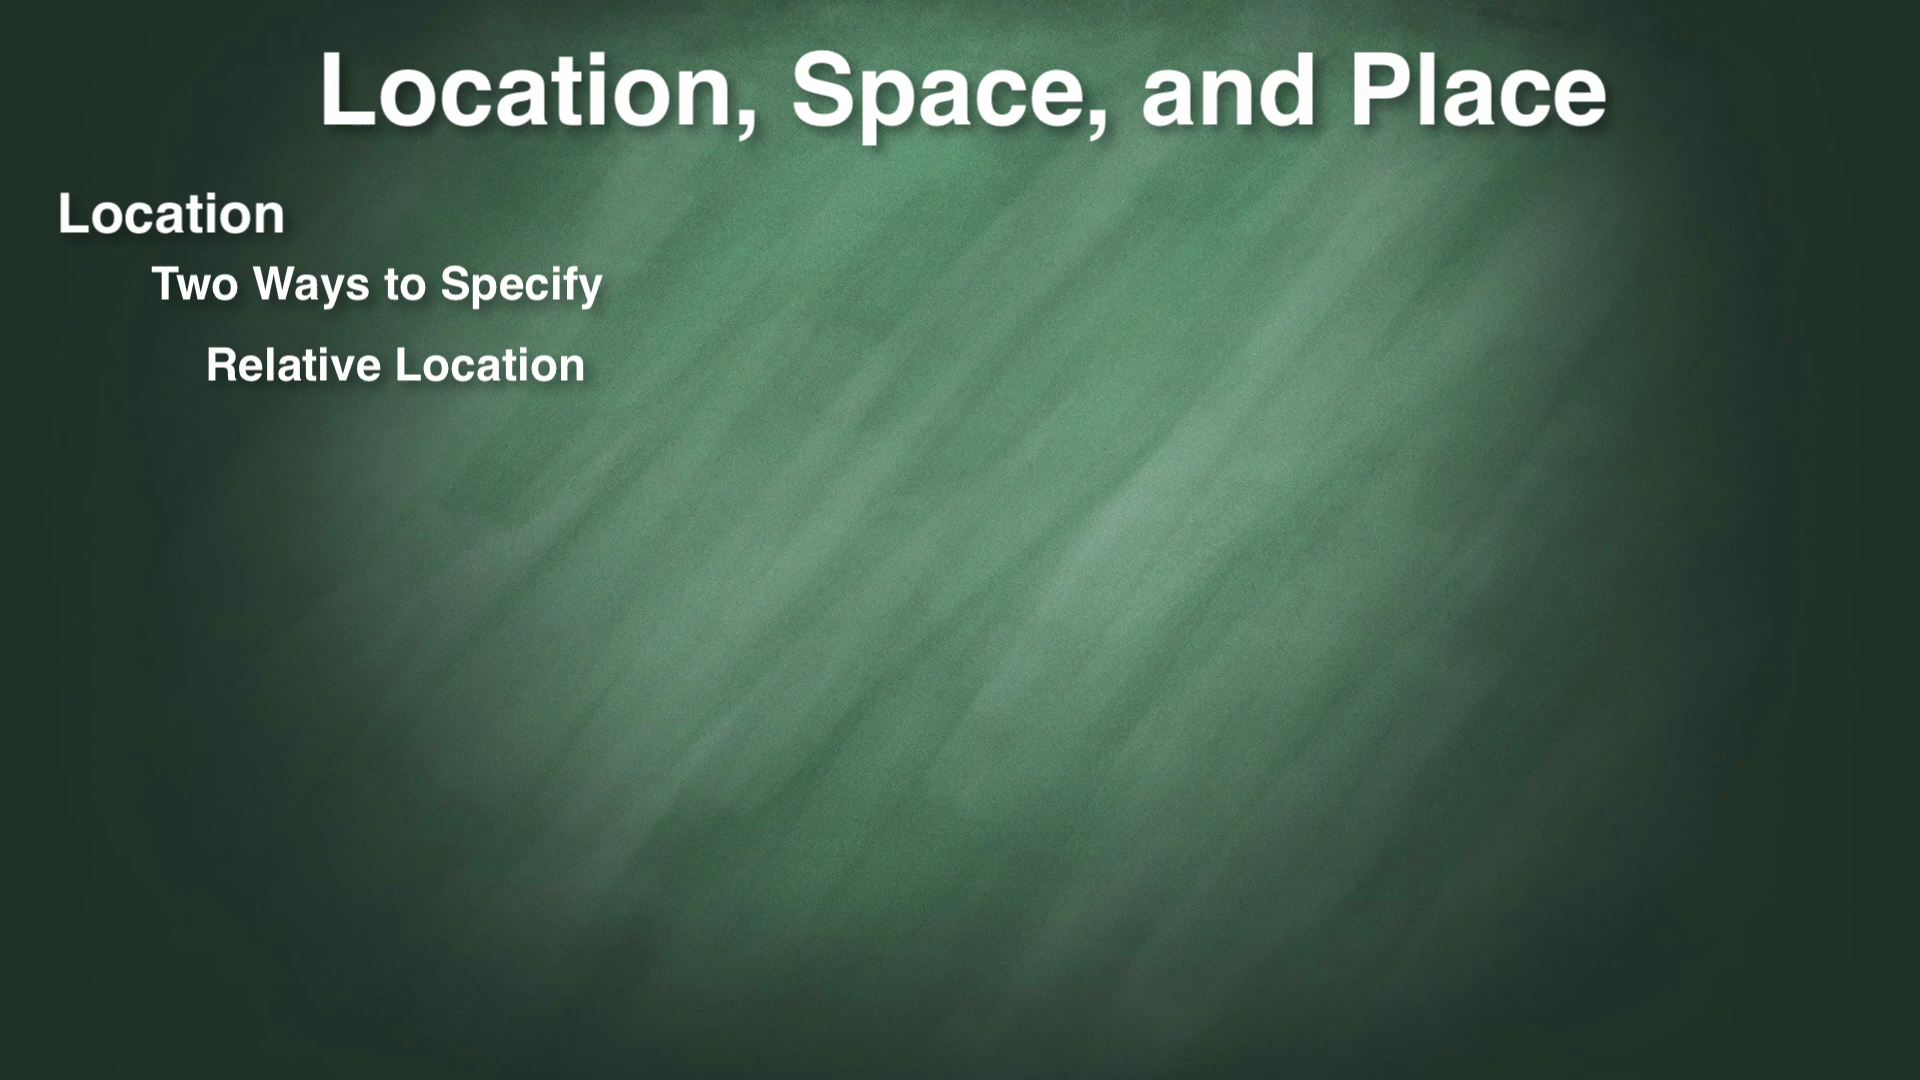 Location, Space, and Place
Location
Two Ways to Specify
Relative Location